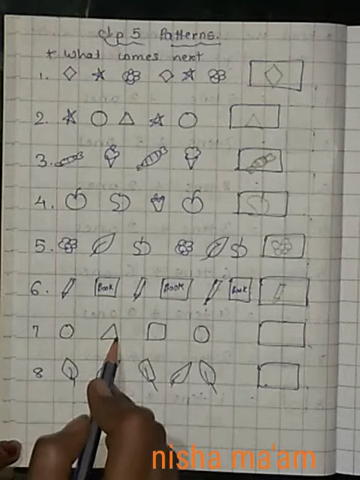 Chp 5 Patterns.
* What comes next
1.
2.
3.
4.
5.
6. Book Book Book
7
8
nisha ma'am